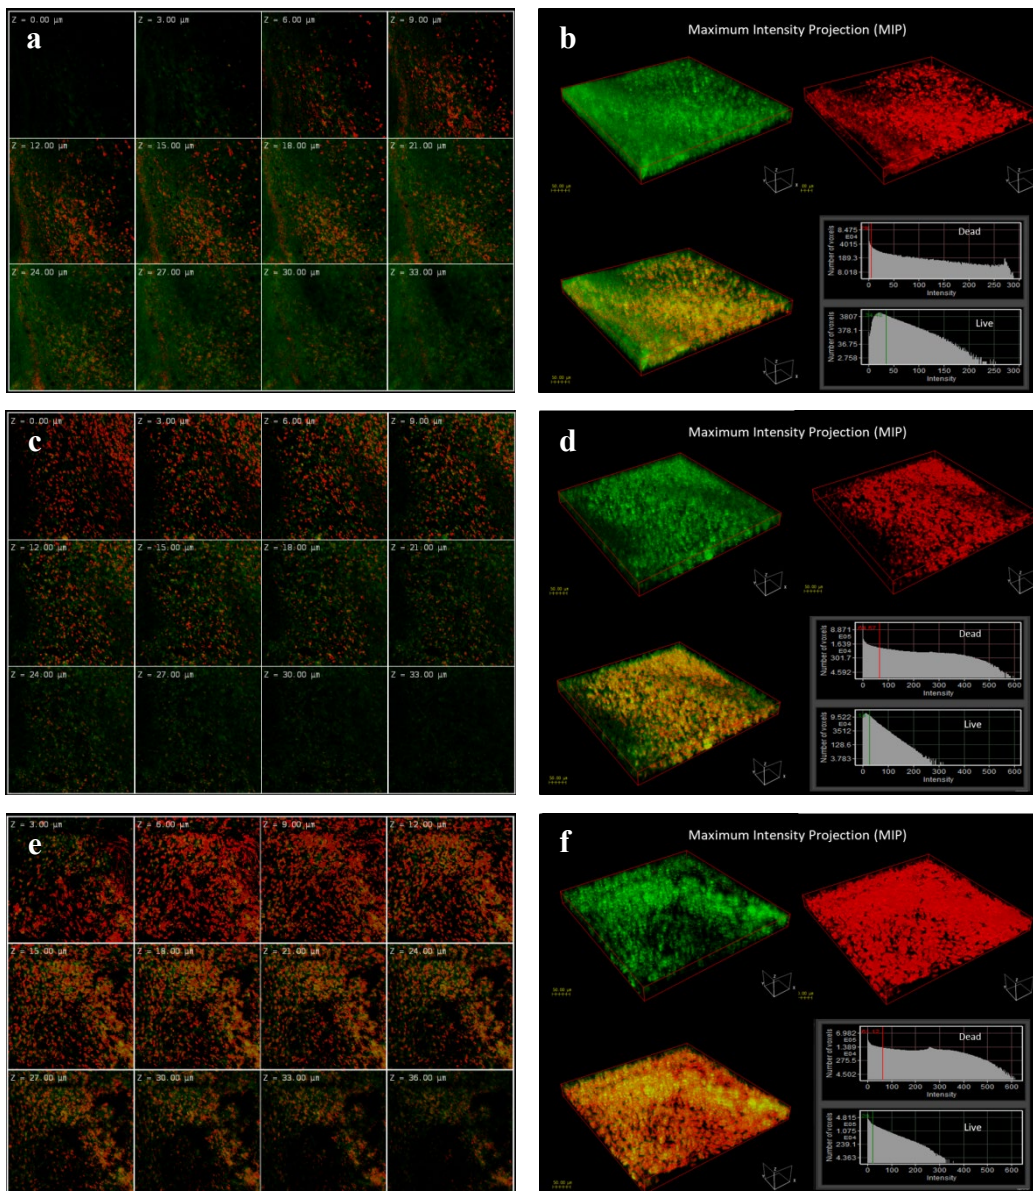 a
Z = 0.00 µm
Z = 3.00 µm
Z = 6.00 µm
Z = 9.00 µm
Z = 12.00 µm
Z = 15.00 µm
Z = 18.00 µm
Z = 21.00 µm
Z = 24.00 µm
Z = 27.00 µm
Z = 30.00 µm
Z = 33.00 µm
b
Maximum Intensity Projection (MIP)
Dead
Number of voxels
8.475
E04
4015
189.3
8.018
0 50 100 150 200 250 300
Intensity
Live
Number of voxels
3807
378.1
36.75
2.758
0 50 100 150 200 250 300
Intensity
c
Z = 0.00 µm
Z = 3.00 µm
Z = 6.00 µm
Z = 9.00 µm
Z = 12.00 µm
Z = 15.00 µm
Z = 18.00 µm
Z = 21.00 µm
Z = 24.00 µm
Z = 27.00 µm
Z = 30.00 µm
Z = 33.00 µm
d
Maximum Intensity Projection (MIP)
Dead
Number of voxels
8.871
E05
1.639
E04
301.7
4.592
0 100 200 300 400 500 600
Intensity
Live
Number of voxels
9.522
E04
3512
128.6
3.783
0 100 200 300 400 500 600
Intensity
e
Z = 3.00 µm
Z = 6.00 µm
Z = 9.00 µm
Z = 12.00 µm
Z = 15.00 µm
Z = 18.00 µm
Z = 21.00 µm
Z = 24.00 µm
Z = 27.00 µm
Z = 30.00 µm
Z = 33.00 µm
Z = 36.00 µm
f
Maximum Intensity Projection (MIP)
Dead
Number of voxels
6.982
E05
1.389
E04
275.5
4.502
0 100 200 300 400 500 600
Intensity
Live
Number of voxels
4.815
E05
1.075
E04
239.1
4.363
0 100 200 300 400 500 600
Intensity